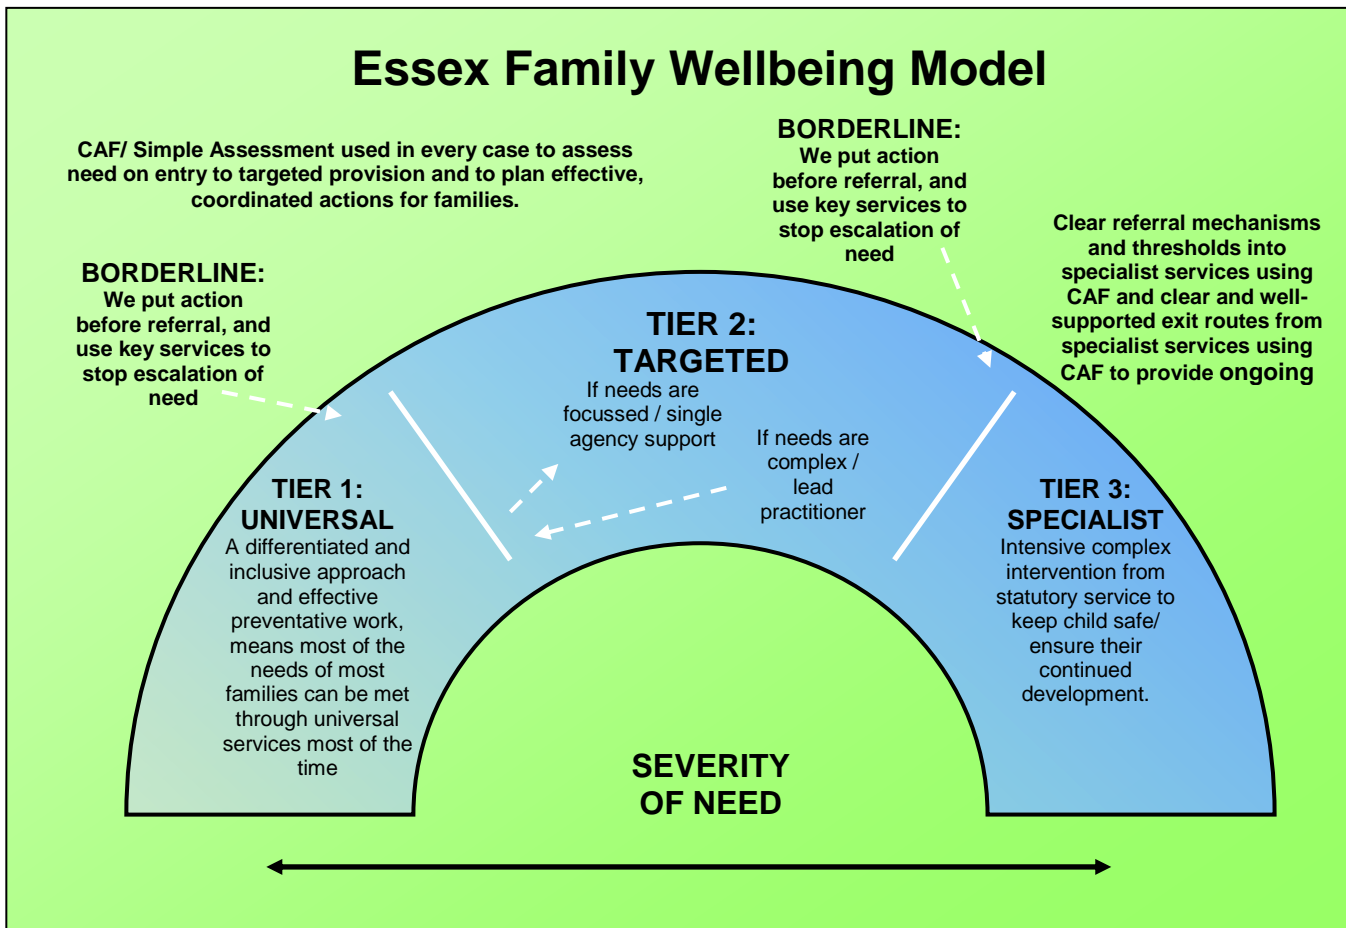 Essex Family Wellbeing Model
CAF/ Simple Assessment used in every case to assess
need on entry to targeted provision and to plan effective,
coordinated actions for families.
BORDERLINE:
We put action
before referral, and
use key services to
stop escalation of
need
BORDERLINE:
We put action
before referral, and
use key services to
stop escalation of
need
Clear referral mechanisms
and thresholds into
specialist services using
CAF and clear and well-
supported exit routes from
specialist services using
CAF to provide ongoing
TIER 1:
UNIVERSAL
A differentiated and
inclusive approach
and effective
preventative work,
means most of the
needs of most
families can be met
through universal
services most of the
time
TIER 2:
TARGETED
If needs are
focussed / single
agency support
If needs are
complex /
lead
practitioner
TIER 3:
SPECIALIST
Intensive complex
intervention from
statutory service to
keep child safe/
ensure their
continued
development.
SEVERITY
OF NEED